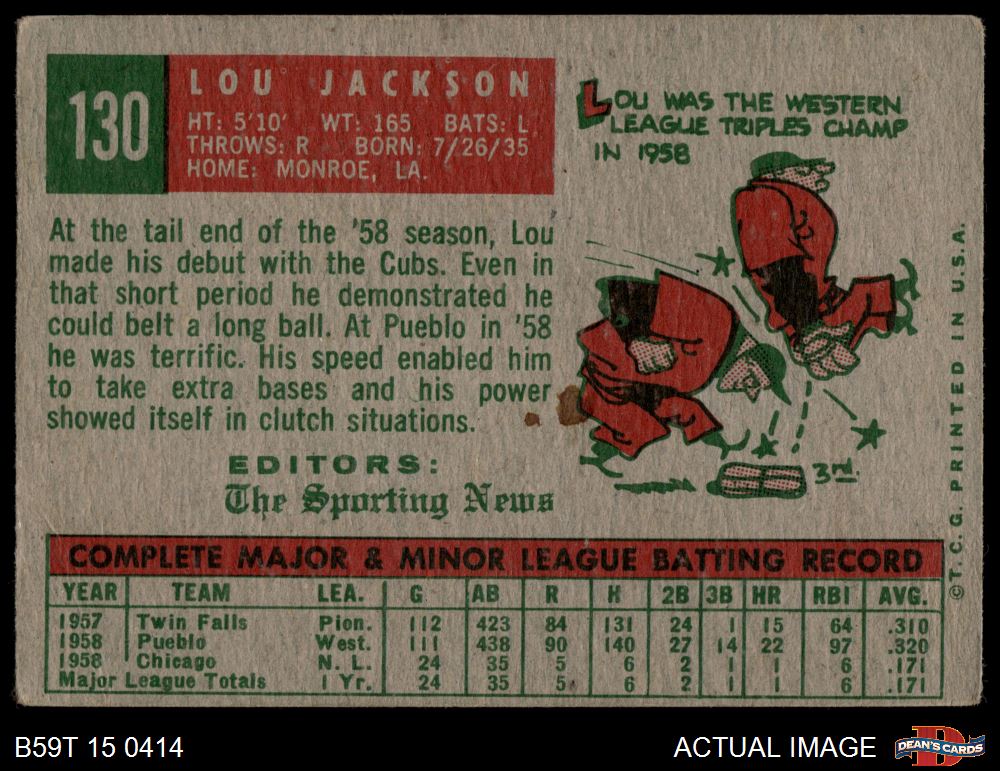 130
LOU JACKSON
HT: 5'10' WT: 165 BATS: L
THROWS: R BORN: 7/26/35
HOME: MONROE, LA.
At the tail end of the '58 season, Lou
made his debut with the Cubs. Even in
that short period he demonstrated he
could belt a long ball. At Pueblo in '58
he was terrific. His speed enabled him
to take extra bases and his power
showed itself in clutch situations.
EDITORS:
The Sporting News
LOU WAS THE WESTERN
LEAGUE TRIPLES CHAMP
IN 1958
3rd.
©T. C. G. PRINTED IN U.S.A.
COMPLETE MAJOR & MINOR LEAGUE BATTING RECORD
YEAR TEAM LEA. G AB R H 2B 3B HR RBI AVG.
1957 Twin Falls Pion. 112 423 84 131 24 1 15 64 .310
1958 Pueblo West. 111 438 90 140 27 14 22 97 .320
1958 Chicago N. L. 24 35 5 6 2 1 1 6 .171
Major League Totals 1 Yr. 24 35 5 6 2 1 1 6 .171
B59T 15 0414
ACTUAL IMAGE
DEAN'S CARDS